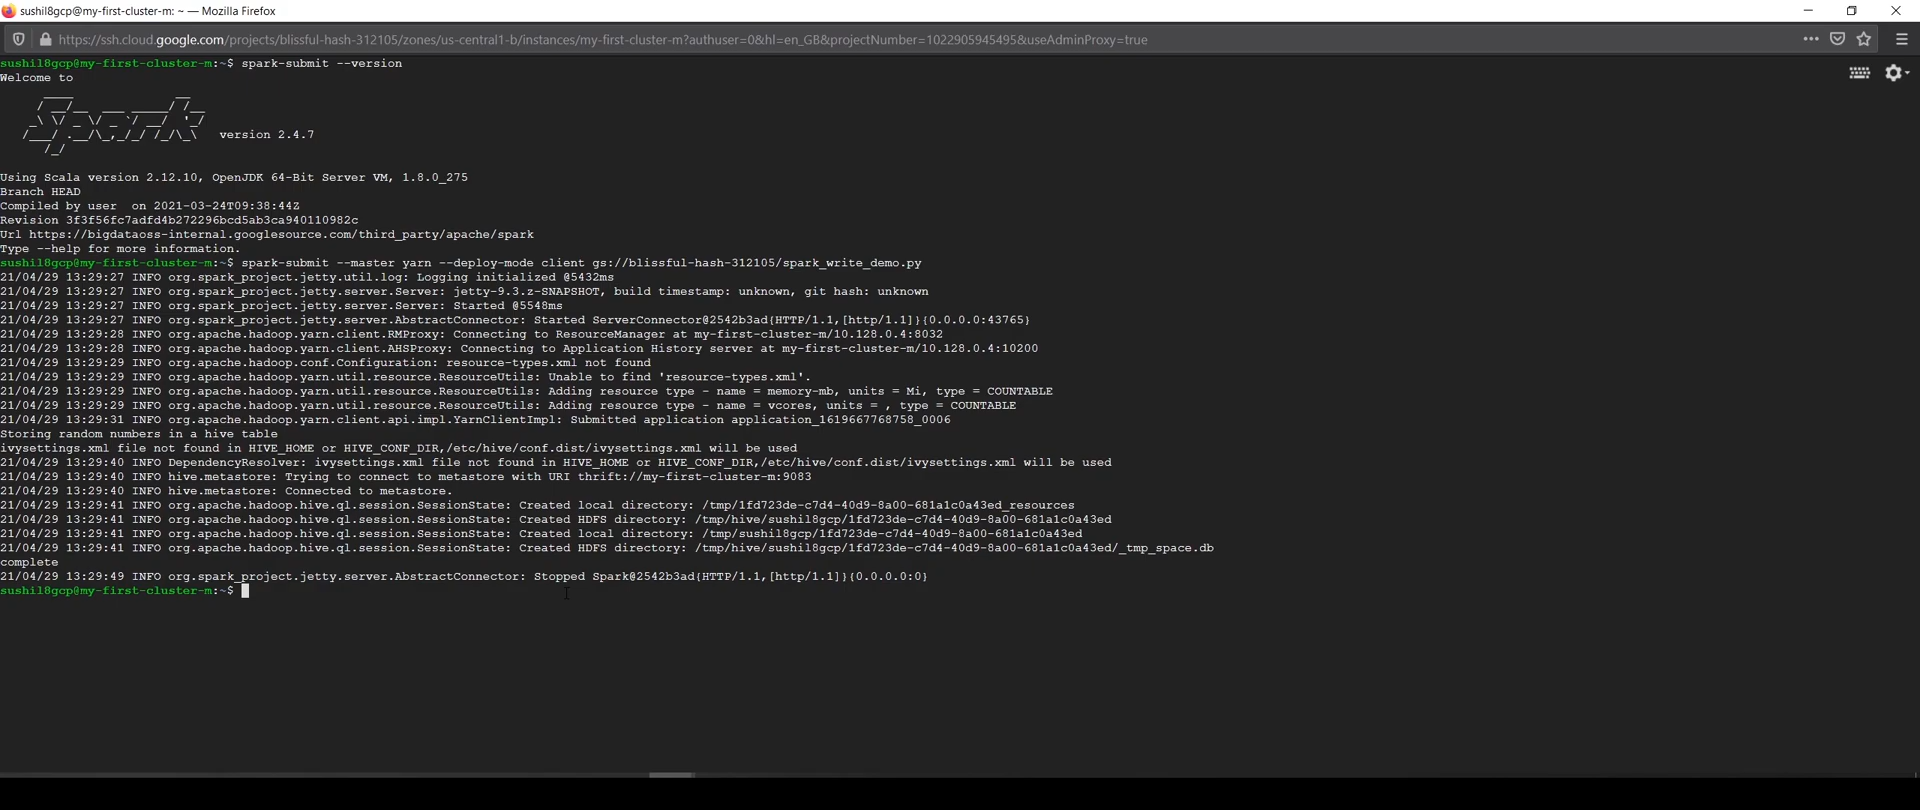 sushil8gcp@my-first-cluster-m: ~ — Mozilla Firefox
https://ssh.cloud.google.com/projects/blissful-hash-312105/zones/us-central1-b/instances/my-first-cluster-m?authuser=0&hl=en_GB&projectNumber=1022905945495&useAdminProxy=true
sushil8gcp@my-first-cluster-m:~$ spark-submit --version
Welcome to
      ____              __
     / __/__  ___ _____/ /__
    _\ \/ _ \/ _ `/ __/  '_/
   /___/ .__/\_,_/_/ /_/\_\   version 2.4.7
      /_/
Using Scala version 2.12.10, OpenJDK 64-Bit Server VM, 1.8.0_275
Branch HEAD
Compiled by user  on 2021-03-24T09:38:44Z
Revision 3f3f56fc7adfd4b272296bcd5ab3ca940110982c
Url https://bigdataoss-internal.googlesource.com/third_party/apache/spark
Type --help for more information.
sushil8gcp@my-first-cluster-m:~$ spark-submit --master yarn --deploy-mode client gs://blissful-hash-312105/spark_write_demo.py
21/04/29 13:29:27 INFO org.spark_project.jetty.util.log: Logging initialized @5432ms
21/04/29 13:29:27 INFO org.spark_project.jetty.server.Server: jetty-9.3.z-SNAPSHOT, build timestamp: unknown, git hash: unknown
21/04/29 13:29:27 INFO org.spark_project.jetty.server.Server: Started @5548ms
21/04/29 13:29:27 INFO org.spark_project.jetty.server.AbstractConnector: Started ServerConnector@2542b3ad{HTTP/1.1,[http/1.1]}{0.0.0.0:43765}
21/04/29 13:29:28 INFO org.apache.hadoop.yarn.client.RMProxy: Connecting to ResourceManager at my-first-cluster-m/10.128.0.4:8032
21/04/29 13:29:28 INFO org.apache.hadoop.yarn.client.AHSProxy: Connecting to Application History server at my-first-cluster-m/10.128.0.4:10200
21/04/29 13:29:29 INFO org.apache.hadoop.conf.Configuration: resource-types.xml not found
21/04/29 13:29:29 INFO org.apache.hadoop.yarn.util.resource.ResourceUtils: Unable to find 'resource-types.xml'.
21/04/29 13:29:29 INFO org.apache.hadoop.yarn.util.resource.ResourceUtils: Adding resource type - name = memory-mb, units = Mi, type = COUNTABLE
21/04/29 13:29:29 INFO org.apache.hadoop.yarn.util.resource.ResourceUtils: Adding resource type - name = vcores, units = , type = COUNTABLE
21/04/29 13:29:31 INFO org.apache.hadoop.yarn.client.api.impl.YarnClientImpl: Submitted application application_1619667768758_0006
Storing random numbers in a hive table
ivysettings.xml file not found in HIVE_HOME or HIVE_CONF_DIR,/etc/hive/conf.dist/ivysettings.xml will be used
21/04/29 13:29:40 INFO DependencyResolver: ivysettings.xml file not found in HIVE_HOME or HIVE_CONF_DIR,/etc/hive/conf.dist/ivysettings.xml will be used
21/04/29 13:29:40 INFO hive.metastore: Trying to connect to metastore with URI thrift://my-first-cluster-m:9083
21/04/29 13:29:40 INFO hive.metastore: Connected to metastore.
21/04/29 13:29:41 INFO org.apache.hadoop.hive.ql.session.SessionState: Created local directory: /tmp/1fd723de-c7d4-40d9-8a00-681a1c0a43ed_resources
21/04/29 13:29:41 INFO org.apache.hadoop.hive.ql.session.SessionState: Created HDFS directory: /tmp/hive/sushil8gcp/1fd723de-c7d4-40d9-8a00-681a1c0a43ed
21/04/29 13:29:41 INFO org.apache.hadoop.hive.ql.session.SessionState: Created local directory: /tmp/sushil8gcp/1fd723de-c7d4-40d9-8a00-681a1c0a43ed
21/04/29 13:29:41 INFO org.apache.hadoop.hive.ql.session.SessionState: Created HDFS directory: /tmp/hive/sushil8gcp/1fd723de-c7d4-40d9-8a00-681a1c0a43ed/_tmp_space.db
complete
21/04/29 13:29:49 INFO org.spark_project.jetty.server.AbstractConnector: Stopped Spark@2542b3ad{HTTP/1.1,[http/1.1]}{0.0.0.0:0}
sushil8gcp@my-first-cluster-m:~$